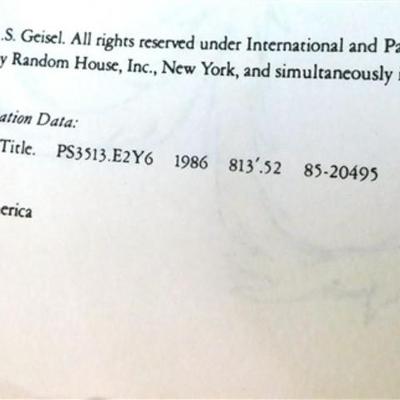 .S. Geisel. All rights reserved under International and Pa
y Random House, Inc., New York, and simultaneously
ation Data:
Title. PS3513.E2Y6 1986 813'.52 85-20495
erica